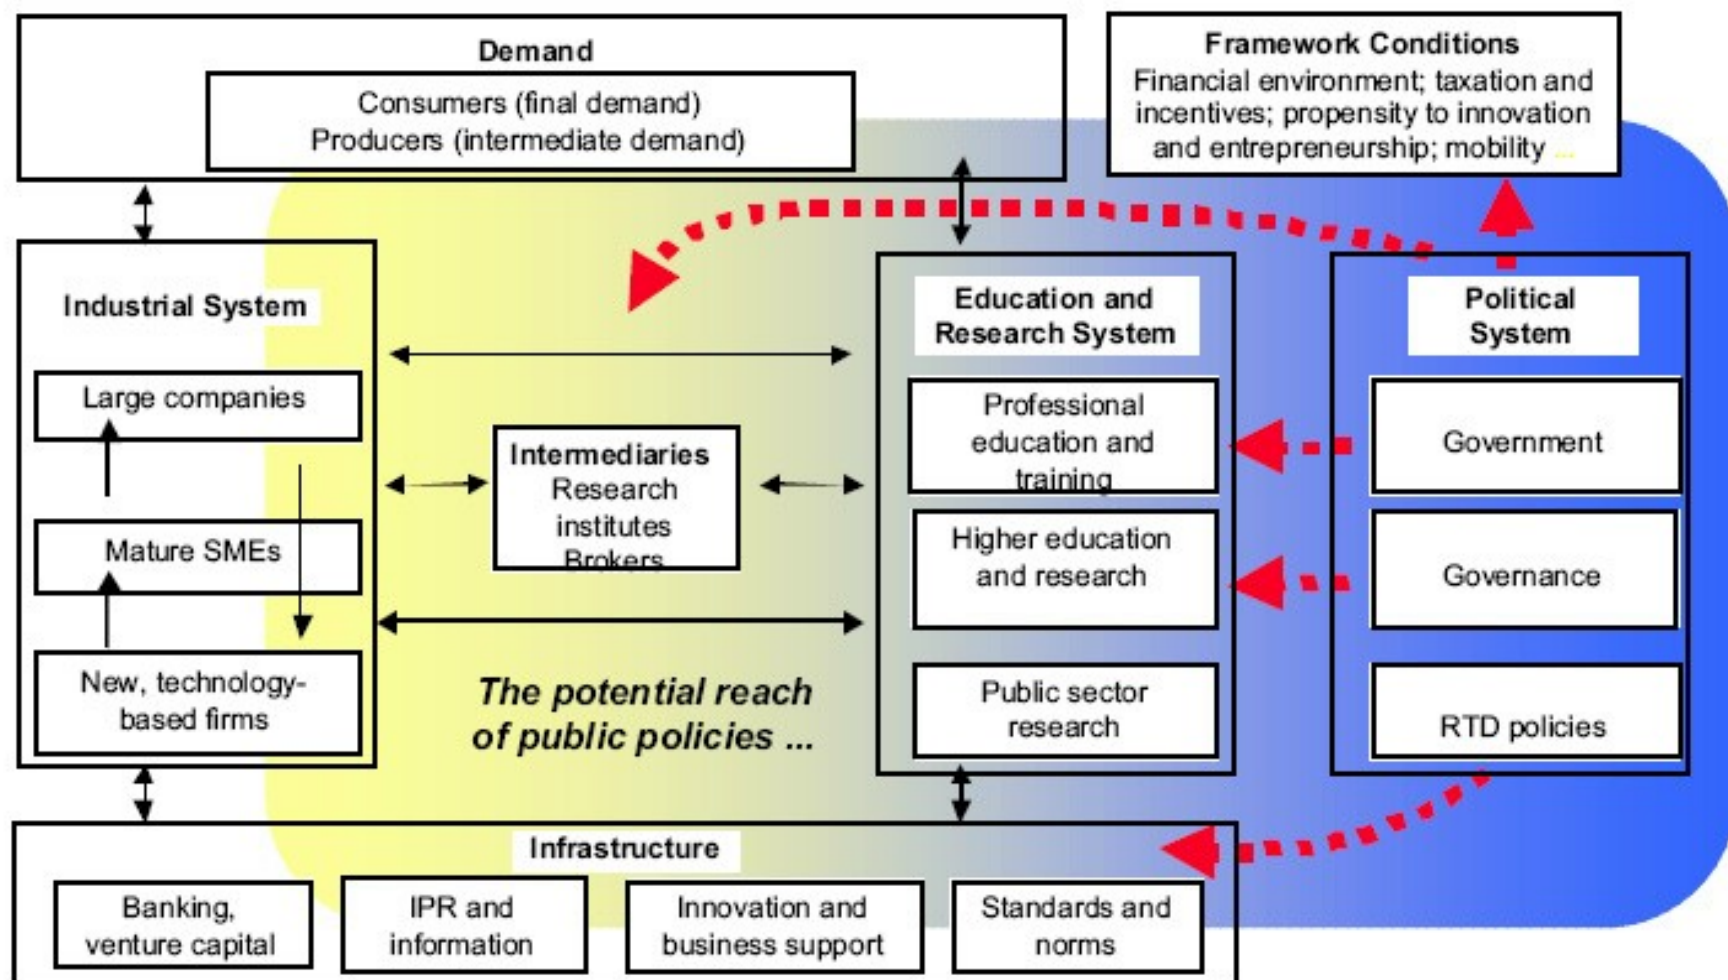 Demand
Consumers (final demand)
Producers (intermediate demand)
Framework Conditions
Financial environment; taxation and
incentives; propensity to innovation
and entrepreneurship; mobility ...
Industrial System
Large companies
Mature SMEs
New, technology-
based firms
Intermediaries
Research
institutes
Brokers
The potential reach
of public policies ...
Education and
Research System
Professional
education and
training
Higher education
and research
Public sector
research
Political
System
Government
Governance
RTD policies
Infrastructure
Banking,
venture capital
IPR and
information
Innovation and
business support
Standards and
norms